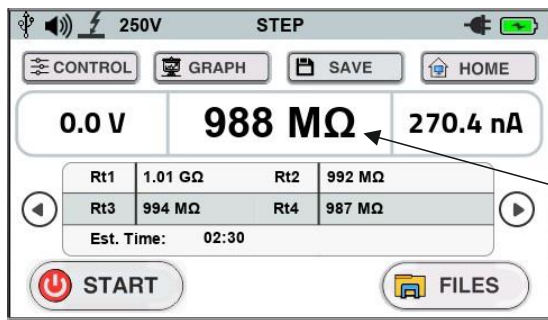 250V STEP
CONTROL GRAPH SAVE HOME
0.0 V 988 MΩ 270.4 nA
Rt1 1.01 GΩ Rt2 992 MΩ
Rt3 994 MΩ Rt4 987 MΩ
Est. Time: 02:30
START FILES